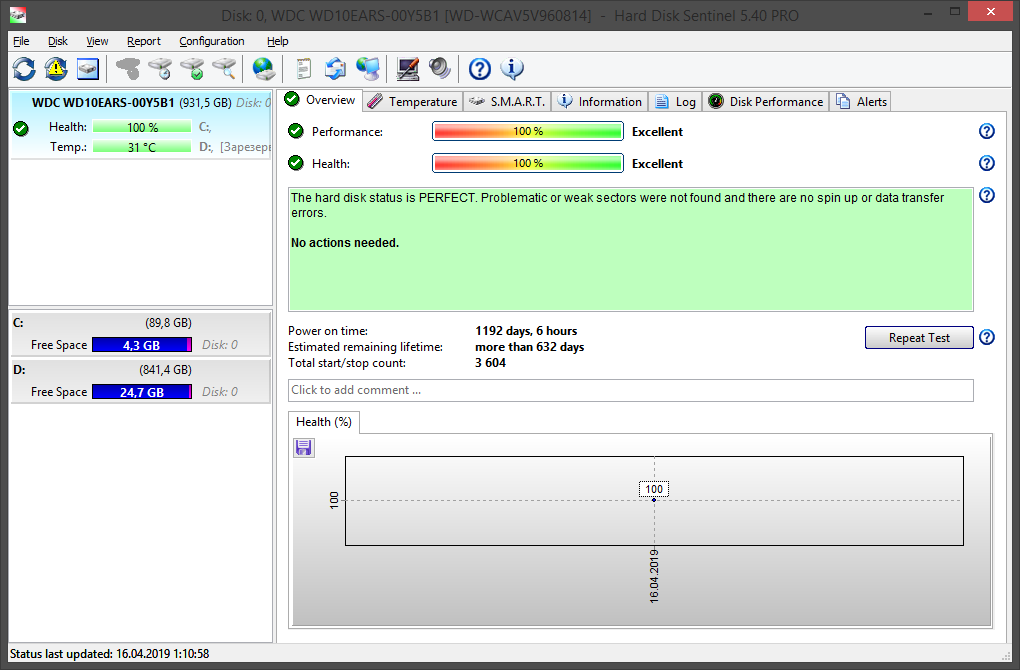 Disk: 0, WDC WD10EARS-00Y5B1 [WD-WCAV5V960814] - Hard Disk Sentinel 5.40 PRO
File Disk View Report Configuration Help
WDC WD10EARS-00Y5B1 (931,5 GB) Disk: 0
Health: 100 % C:,
Temp.: 31 °C D:, [Зарезерв
C: (89,8 GB)
Free Space 4,3 GB Disk: 0
D: (841,4 GB)
Free Space 24,7 GB Disk: 0
Overview Temperature S.M.A.R.T. Information Log Disk Performance Alerts
Performance: 100 % Excellent
Health: 100 % Excellent
The hard disk status is PERFECT. Problematic or weak sectors were not found and there are no spin up or data transfer
errors.
No actions needed.
Power on time: 1192 days, 6 hours
Estimated remaining lifetime: more than 632 days
Total start/stop count: 3 604
Repeat Test
Click to add comment ...
Health (%)
100
100
16.04.2019
Status last updated: 16.04.2019 1:10:58